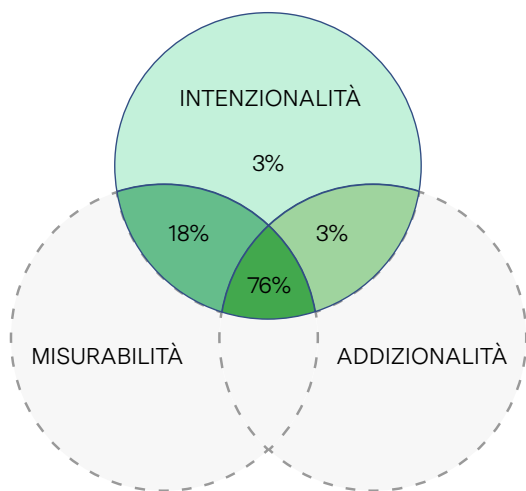 INTENZIONALITÀ
3%
18%
3%
76%
MISURABILITÀ
ADDIZIONALITÀ